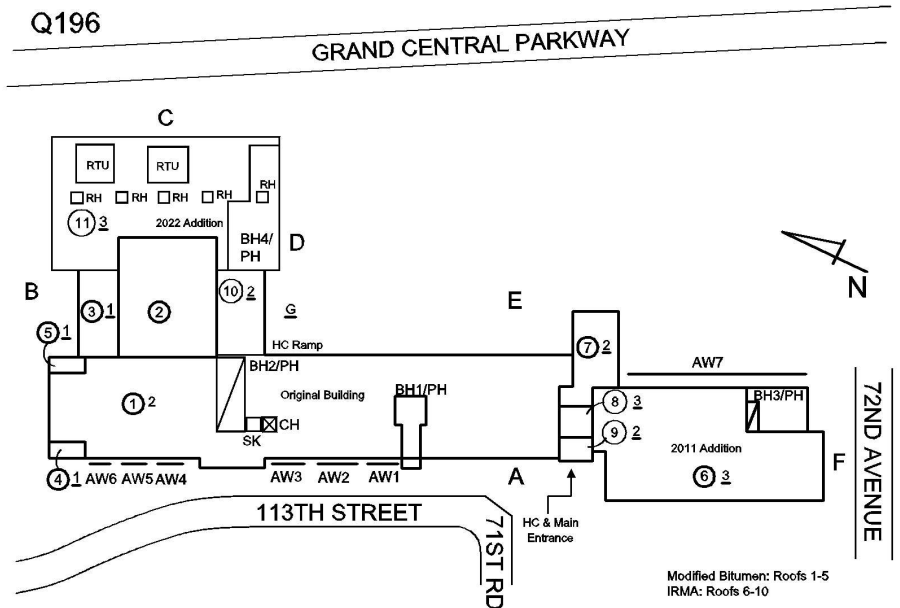 Q196
GRAND CENTRAL PARKWAY
C
RTU RTU
RH RH RH RH RH
11 3
2022 Addition
BH4/
PH
D
N
B
3 1
2
10 2
G
E
5 1
HC Ramp
7 2
BH2/PH
AW7
1 2
Original Building
BH1/PH
8 3
BH3/PH
72ND AVENUE
CH
SK
9 2
2011 Addition
F
4 1
AW6 AW5 AW4
AW3 AW2 AW1
A
6 3
113TH STREET
71ST RD
HC & Main
Entrance
Modified Bitumen: Roofs 1-5
IRMA: Roofs 6-10